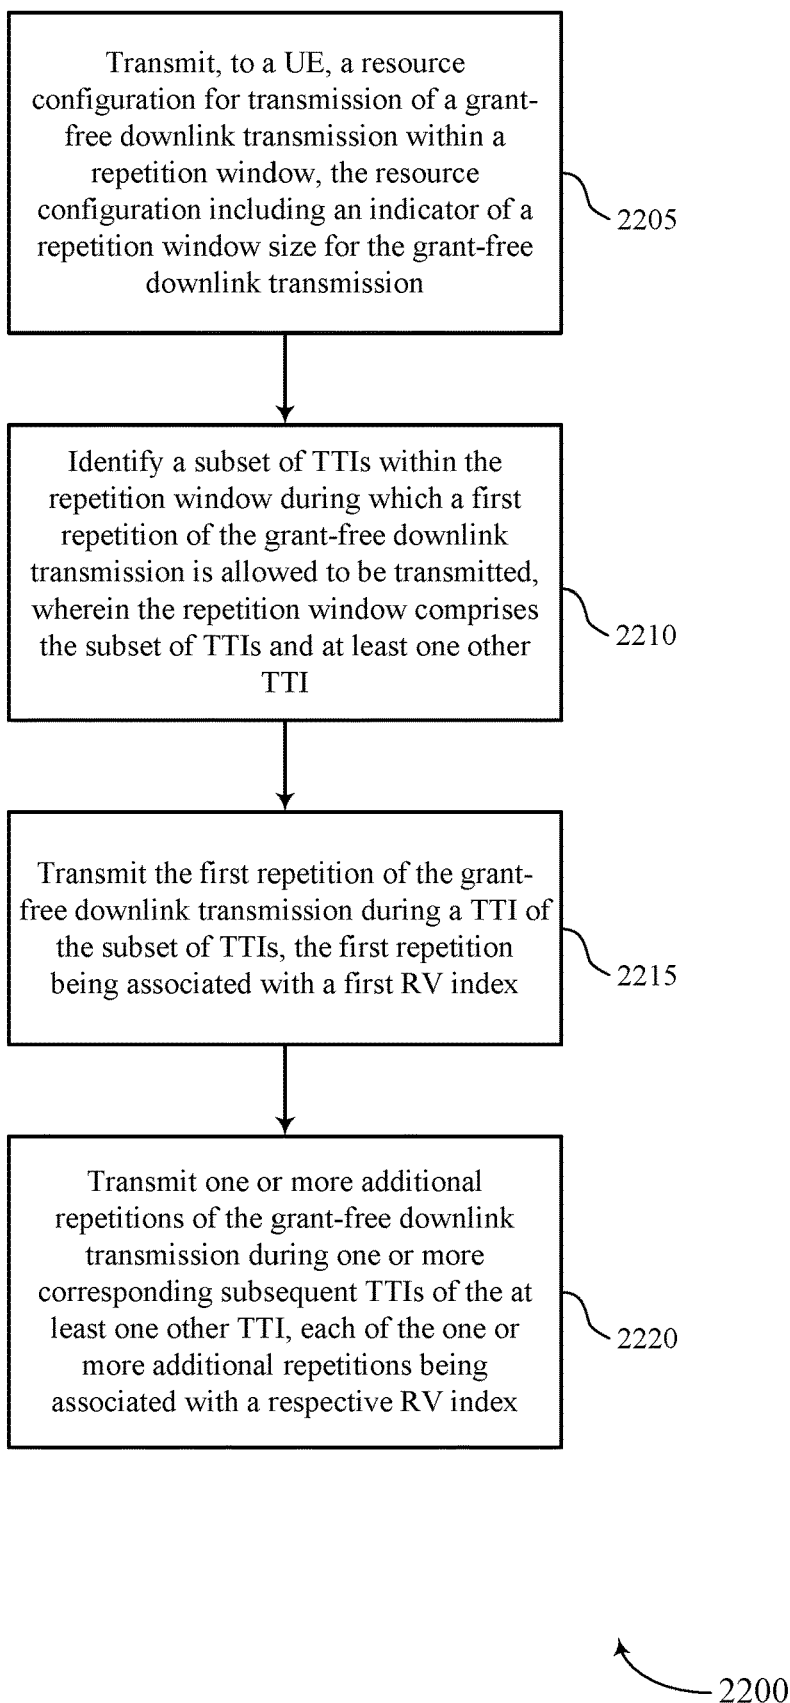 Transmit, to a UE, a resource
configuration for transmission of a grant-
free downlink transmission within a
repetition window, the resource
configuration including an indicator of a
repetition window size for the grant-free
downlink transmission
2205
Identify a subset of TTIs within the
repetition window during which a first
repetition of the grant-free downlink
transmission is allowed to be transmitted,
wherein the repetition window comprises
the subset of TTIs and at least one other
TTI
2210
Transmit the first repetition of the grant-
free downlink transmission during a TTI of
the subset of TTIs, the first repetition
being associated with a first RV index
2215
Transmit one or more additional
repetitions of the grant-free downlink
transmission during one or more
corresponding subsequent TTIs of the at
least one other TTI, each of the one or
more additional repetitions being
associated with a respective RV index
2220
2200